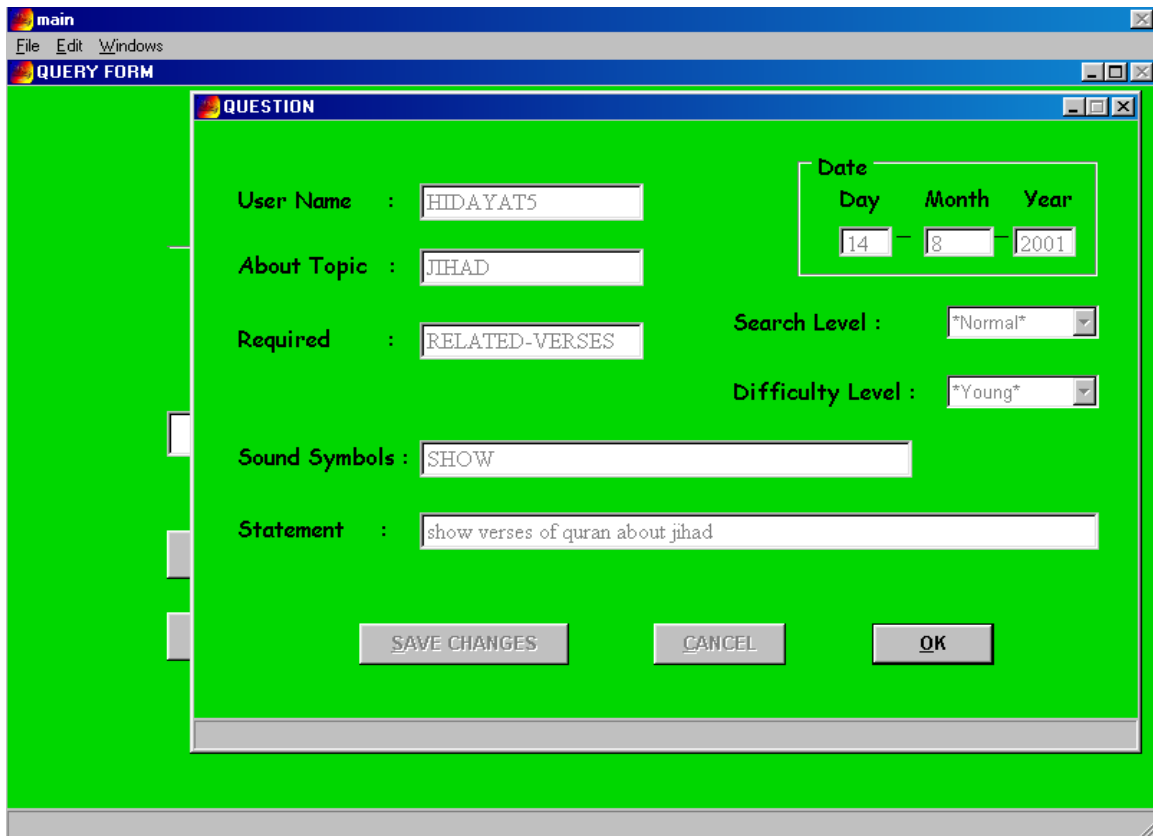 main
File Edit Windows
QUERY FORM
QUESTION
Date
Day Month Year
14 – 8 – 2001
User Name : HIDAYAT5
About Topic : JIHAD
Required : RELATED-VERSES
Search Level : *Normal*
Difficulty Level : *Young*
Sound Symbols : SHOW
Statement : show verses of quran about jihad
SAVE CHANGES CANCEL OK